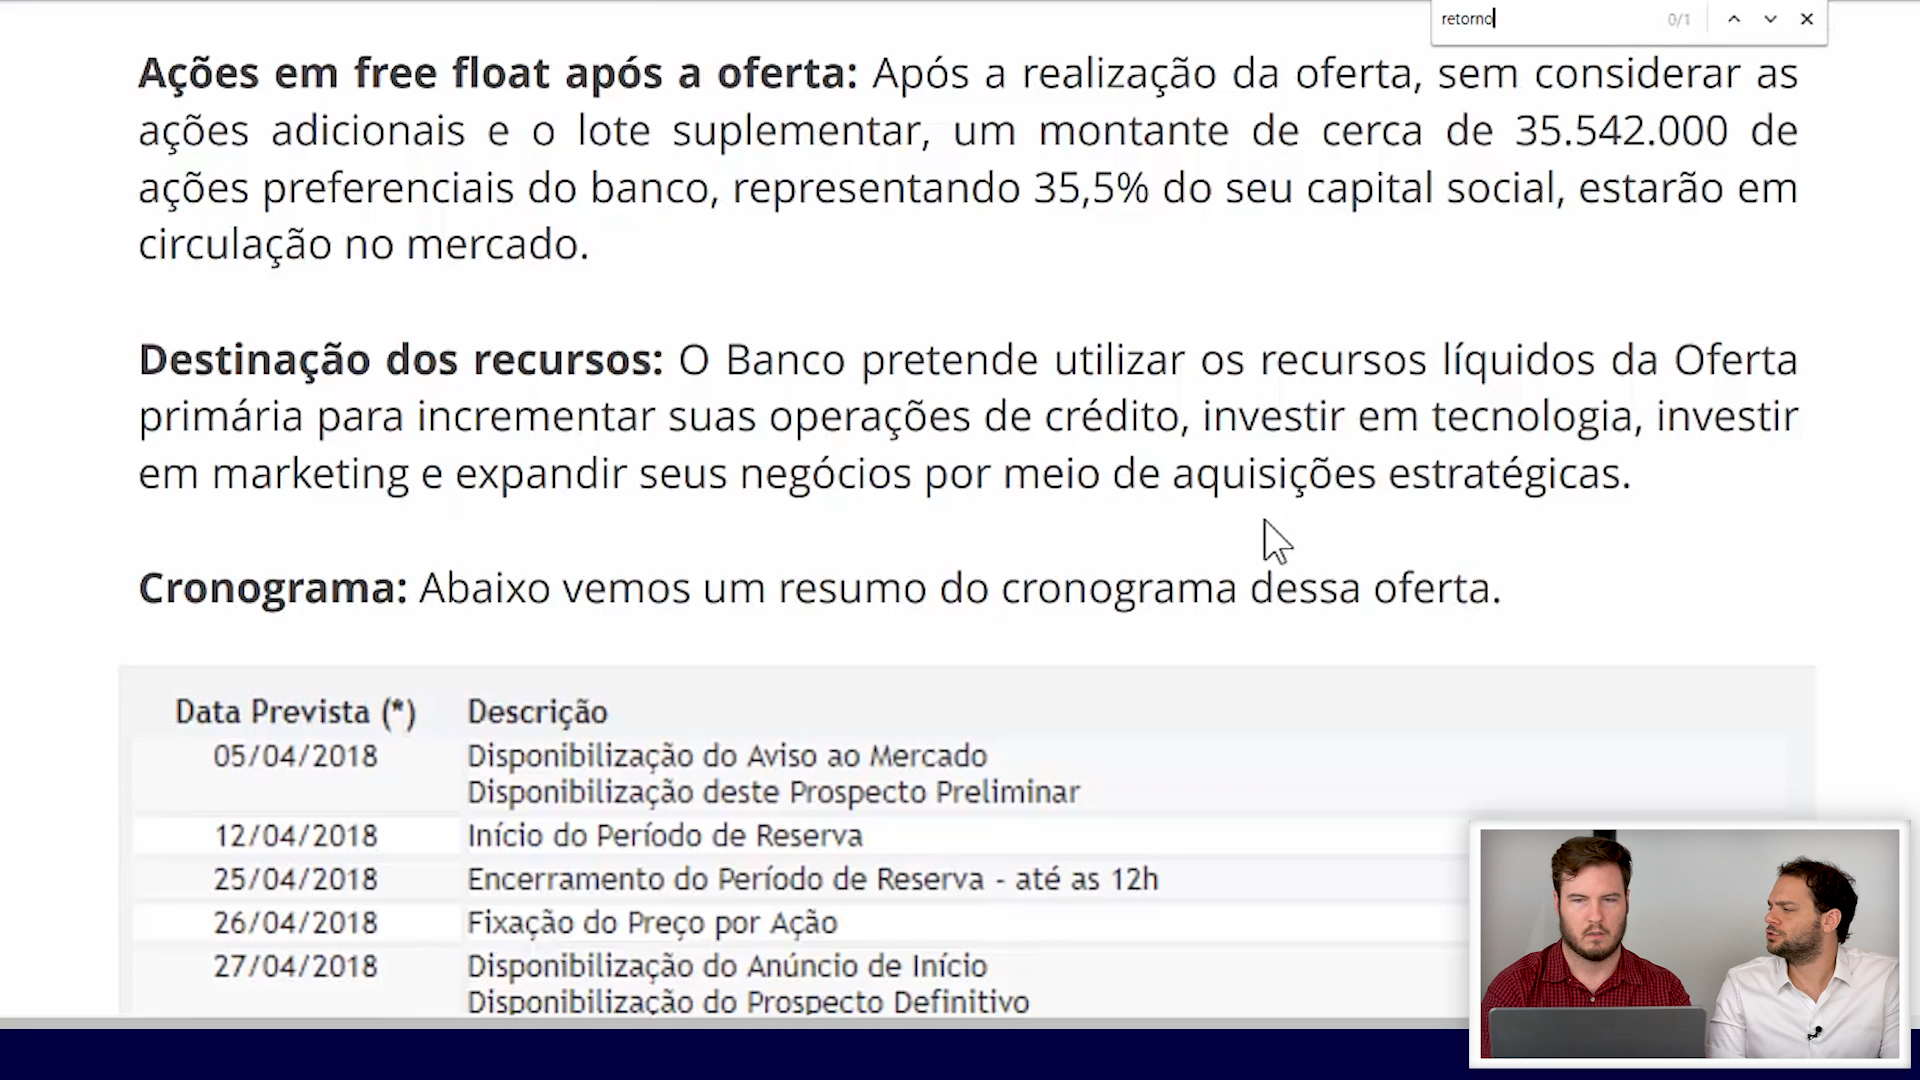 retorno
0/1
Ações em free float após a oferta: Após a realização da oferta, sem considerar as
ações adicionais e o lote suplementar, um montante de cerca de 35.542.000 de
ações preferenciais do banco, representando 35,5% do seu capital social, estarão em
circulação no mercado.
Destinação dos recursos: O Banco pretende utilizar os recursos líquidos da Oferta
primária para incrementar suas operações de crédito, investir em tecnologia, investir
em marketing e expandir seus negócios por meio de aquisições estratégicas.
Cronograma: Abaixo vemos um resumo do cronograma dessa oferta.
Data Prevista (*) Descrição
05/04/2018 Disponibilização do Aviso ao Mercado
Disponibilização deste Prospecto Preliminar
12/04/2018 Início do Período de Reserva
25/04/2018 Encerramento do Período de Reserva - até as 12h
26/04/2018 Fixação do Preço por Ação
27/04/2018 Disponibilização do Anúncio de Início
Disponibilização do Prospecto Definitivo